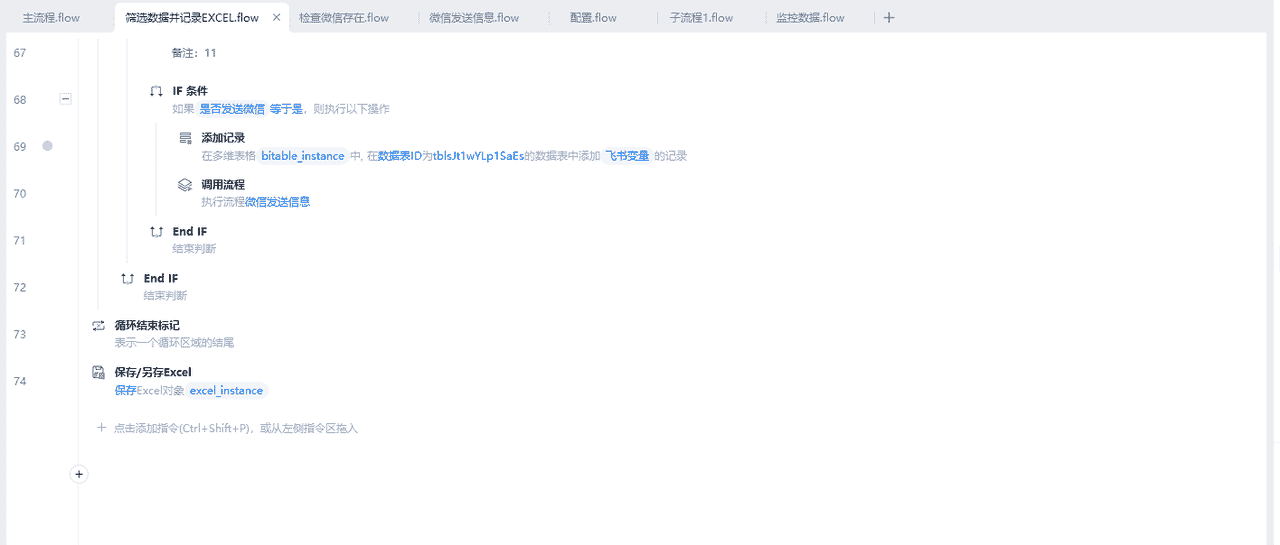 主流程.flow 筛选数据并记录EXCEL.flow 检查微信存在.flow 微信发送信息.flow 配置.flow 子流程1.flow 监控数据.flow
67 备注：11
68 IF 条件
如果 是否发送微信 等于是，则执行以下操作
69 添加记录
在多维表格 bitable_instance 中, 在数据表ID为tblsJt1wYLp1SaEs的数据表中添加 飞书变量 的记录
70 调用流程
执行流程微信发送信息
71 End IF
结束判断
72 End IF
结束判断
73 循环结束标记
表示一个循环区域的结尾
74 保存/另存Excel
保存Excel对象 excel_instance
点击添加指令(Ctrl+Shift+P)，或从左侧指令区拖入